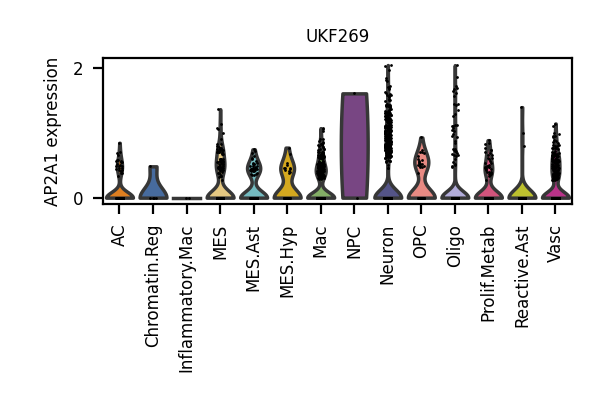 UKF269
AP2A1 expression
2
0
AC
Chromatin.Reg
Inflammatory.Mac
MES
MES.Ast
MES.Hyp
Mac
NPC
Neuron
OPC
Oligo
Prolif.Metab
Reactive.Ast
Vasc